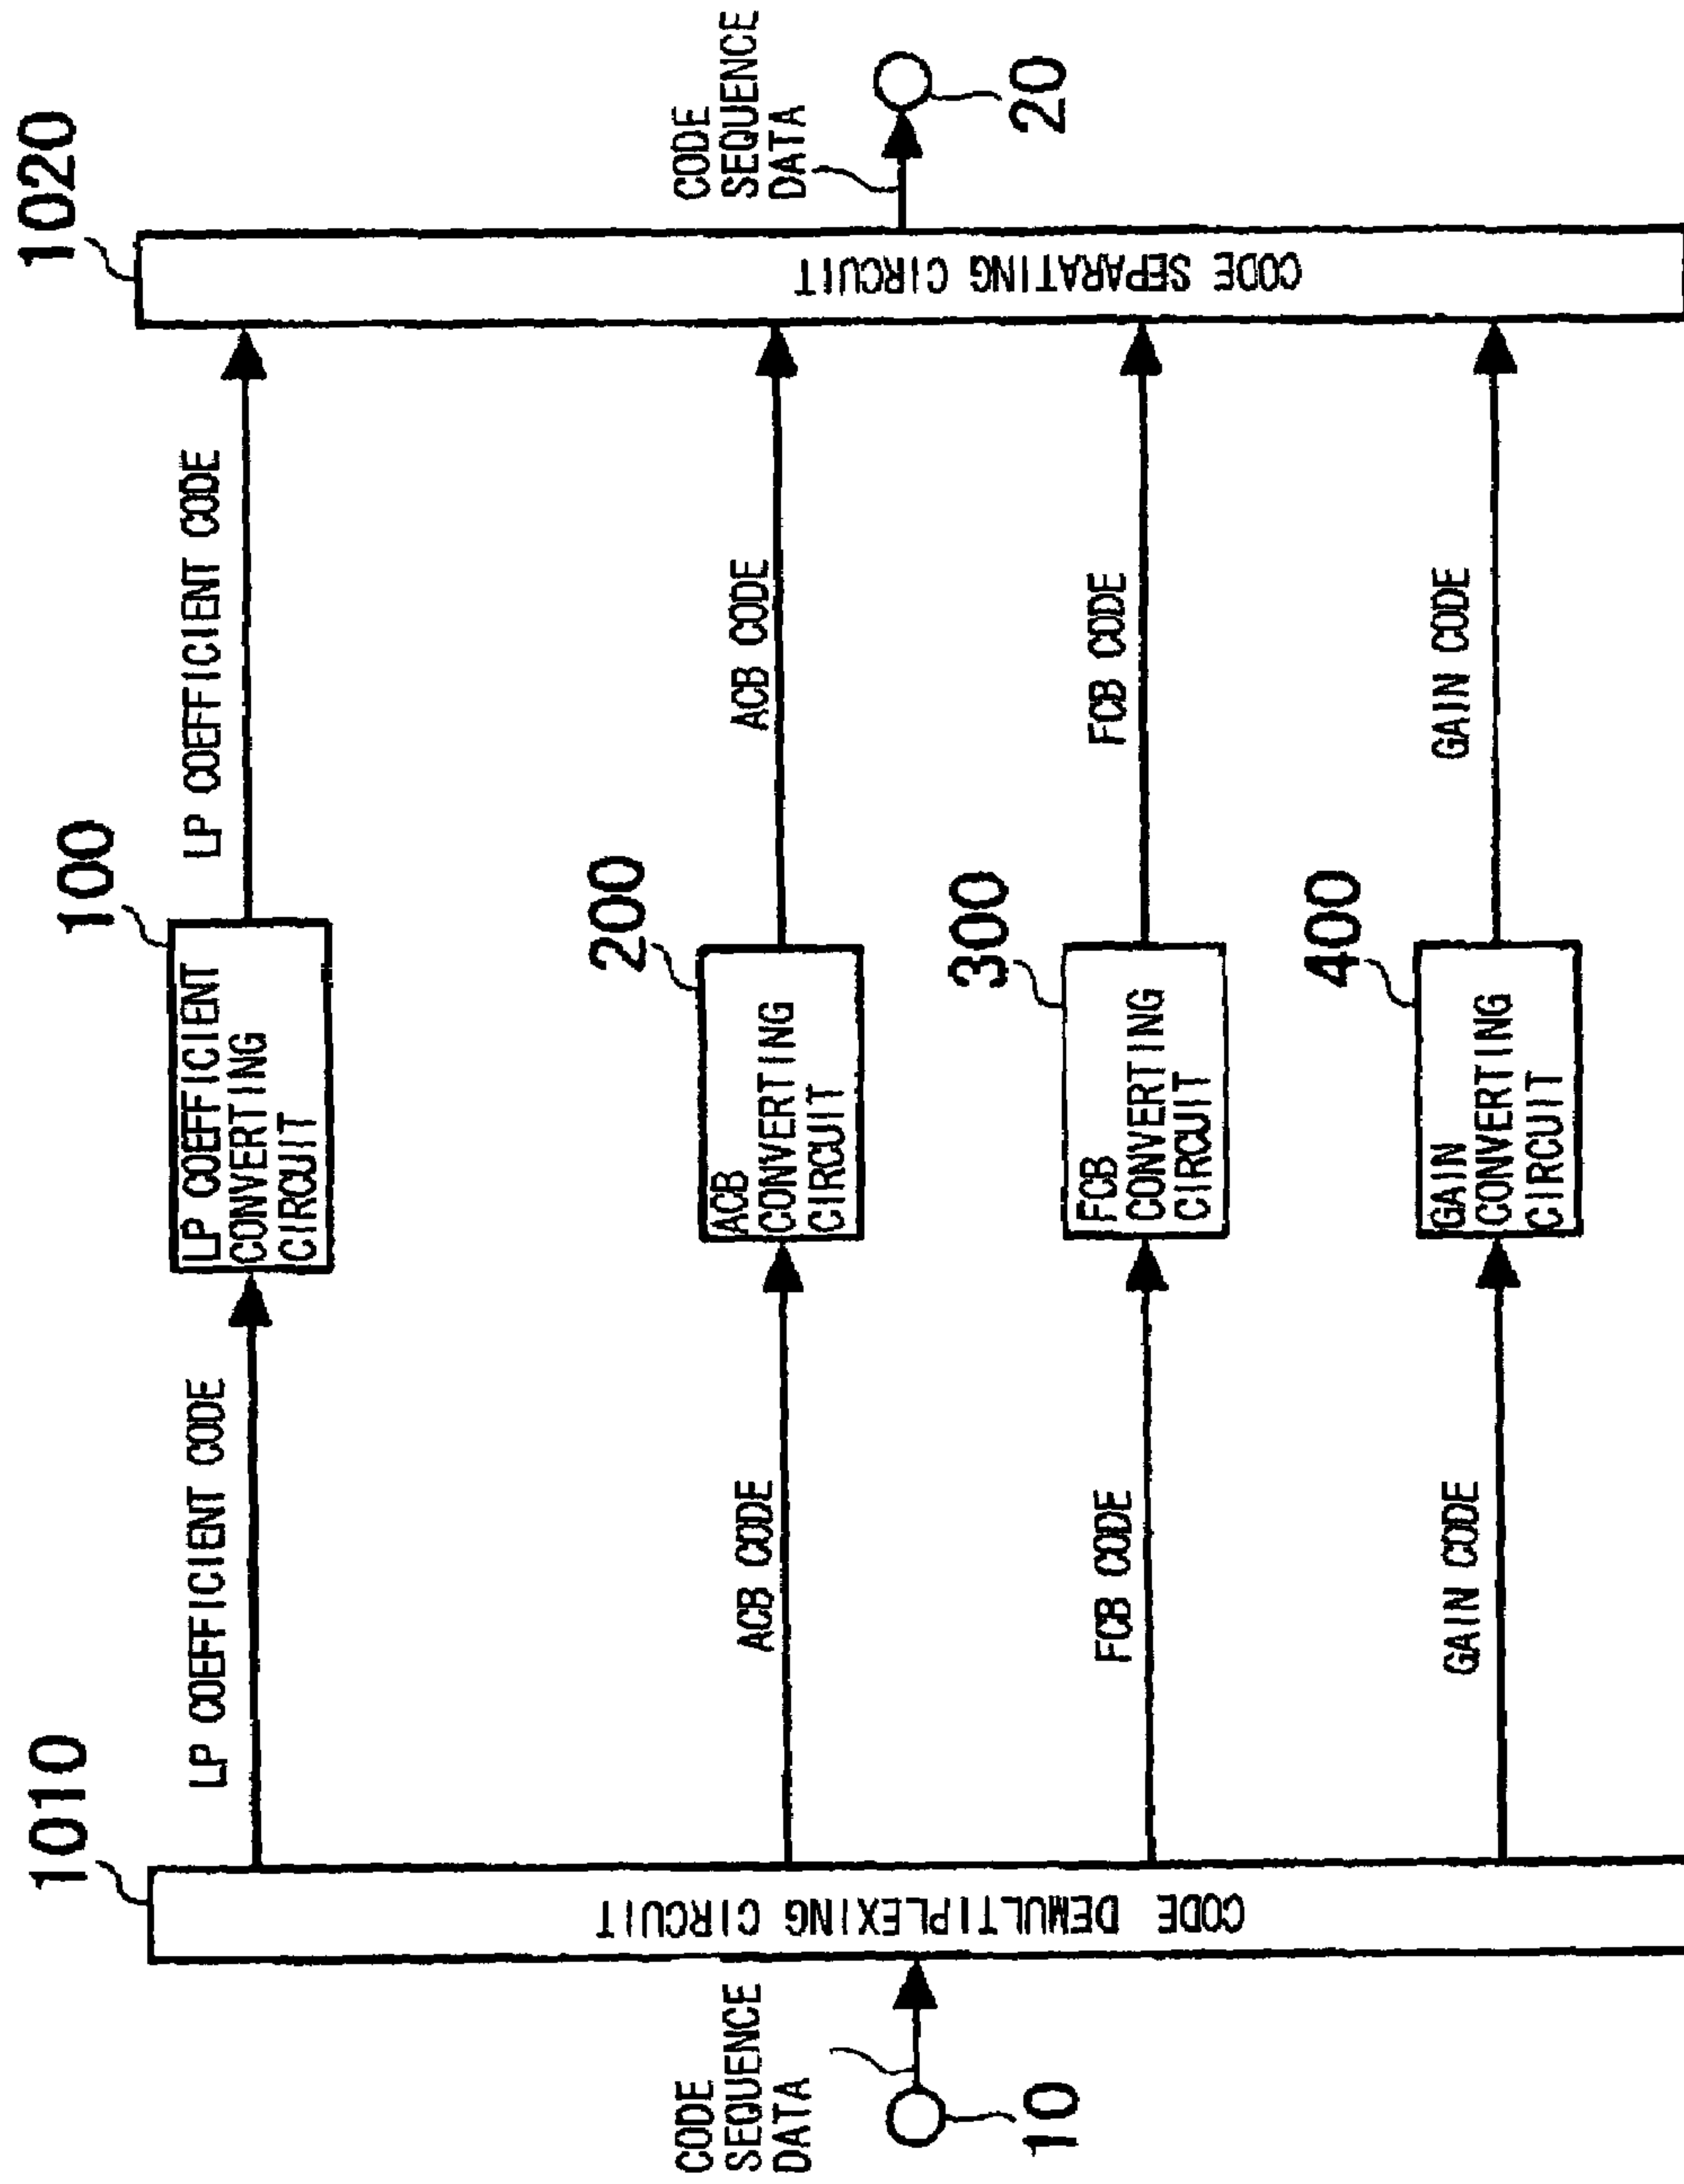 1010
1020
CODE
SEQUENCE
DATA
10
CODE DEMULTIPLEXING CIRCUIT
LP COEFFICIENT CODE
100
LP COEFFICIENT
CONVERTING
CIRCUIT
LP COEFFICIENT CODE
ACB CODE
200
ACB
CONVERTING
CIRCUIT
ACB CODE
FCB CODE
300
FCB
CONVERTING
CIRCUIT
FCB CODE
GAIN CODE
400
GAIN
CONVERTING
CIRCUIT
GAIN CODE
CODE SEPARATING CIRCUIT
CODE
SEQUENCE
DATA
20